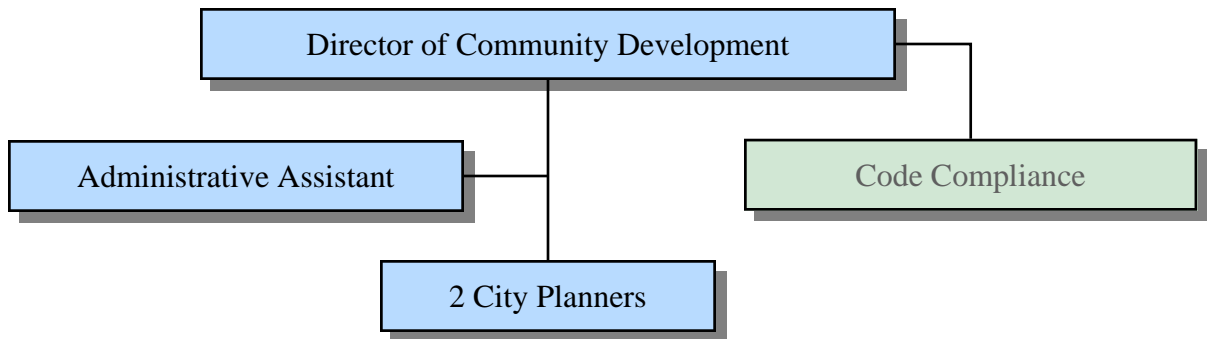 Director of Community Development
Administrative Assistant
Code Compliance
2 City Planners